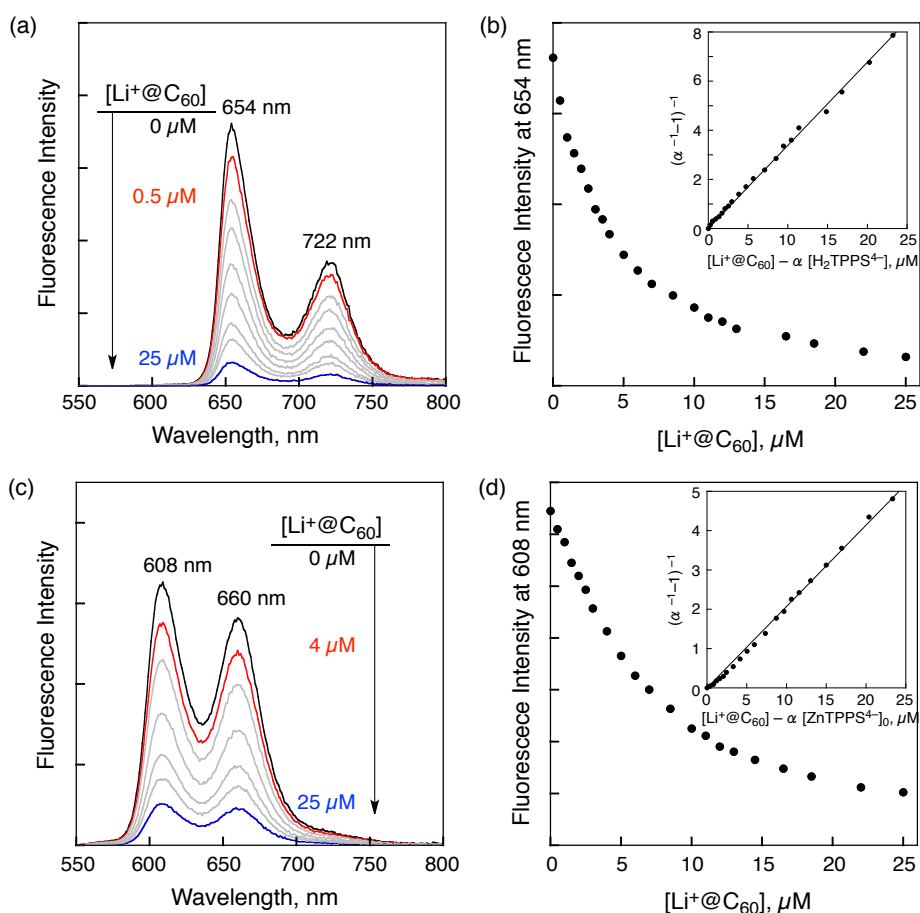 (a)
Fluorescence Intensity
[Li⁺@C₆₀]
0 µM
0.5 µM
25 µM
654 nm
722 nm
550 600 650 700 750 800
Wavelength, nm
(b)
Fluoresecce Intensity at 654 nm
0 5 10 15 20 25
[Li⁺@C₆₀], µM
(α⁻¹–1)⁻¹
8
6
4
2
0
0 5 10 15 20 25
[Li⁺@C₆₀] – α [H₂TPPS⁴⁻], µM
(c)
Fluorescence Intensity
[Li⁺@C₆₀]
0 µM
4 µM
25 µM
608 nm
660 nm
550 600 650 700 750 800
Wavelength, nm
(d)
Fluoresecce Intensity at 608 nm
0 5 10 15 20 25
[Li⁺@C₆₀], µM
(α⁻¹–1)⁻¹
5
4
3
2
1
0
0 5 10 15 20 25
[Li⁺@C₆₀] – α [ZnTPPS⁴⁻]₀, µM